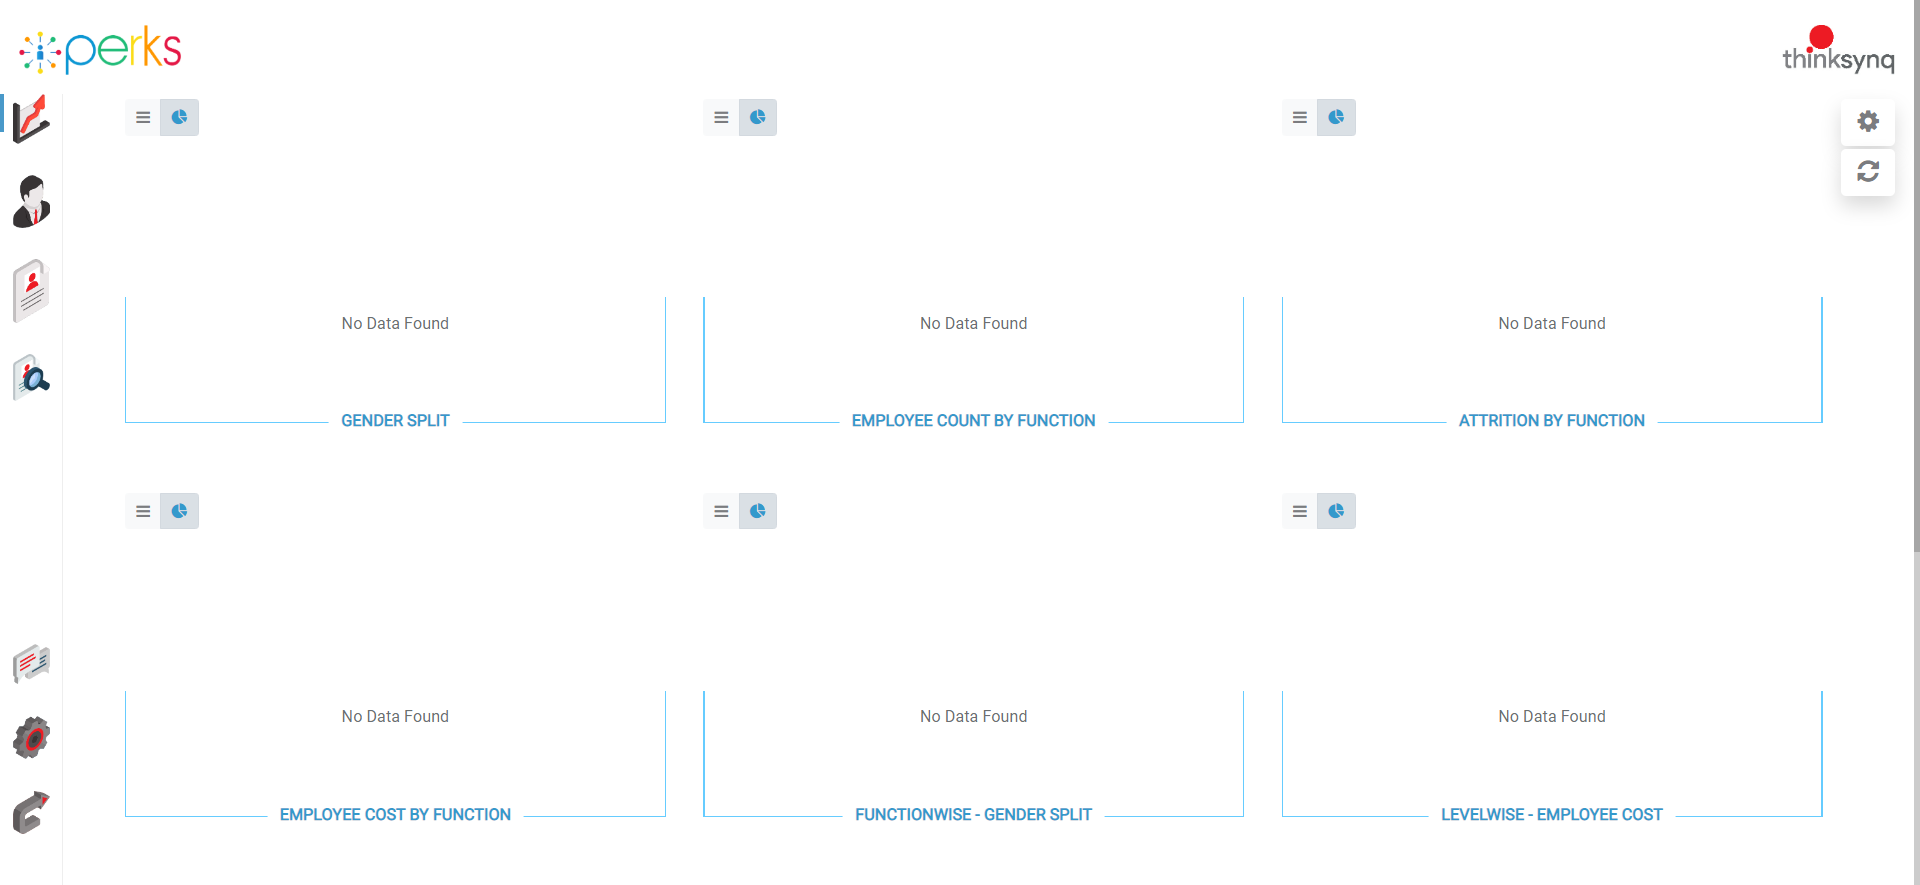 iperks
thinksynq
No Data Found
No Data Found
No Data Found
GENDER SPLIT
EMPLOYEE COUNT BY FUNCTION
ATTRITION BY FUNCTION
No Data Found
No Data Found
No Data Found
EMPLOYEE COST BY FUNCTION
FUNCTIONWISE - GENDER SPLIT
LEVELWISE - EMPLOYEE COST